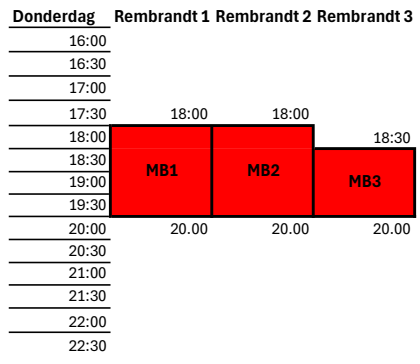 Donderdag Rembrandt 1 Rembrandt 2 Rembrandt 3
16:00
16:30
17:00
17:30 18:00 18:00
18:00 18:30
18:30
MB1 MB2
19:00 MB3
19:30
20:00 20.00 20.00 20.00
20:30
21:00
21:30
22:00
22:30